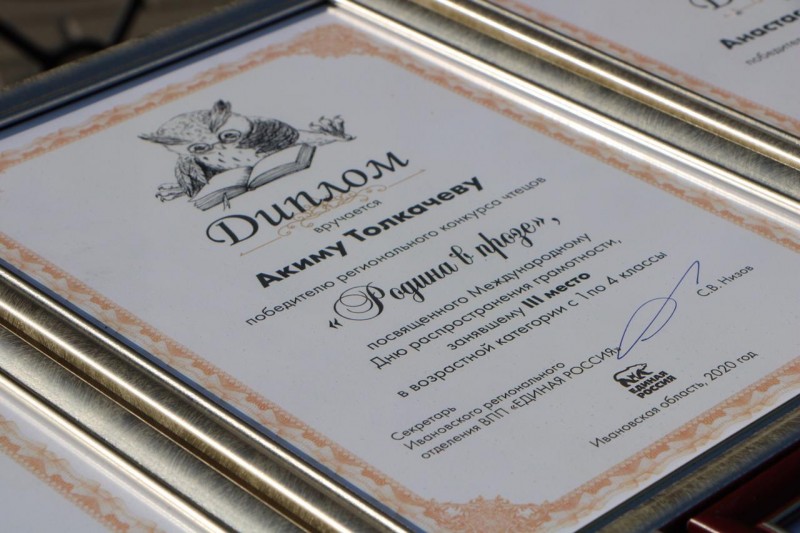 Диплом
вручается
Акиму Толкачеву
победителю регионального конкурса чтецов
«Родина в прозе»,
посвященного Международному
Дню распространения грамотности,
занявшему III место
в возрастной категории с 1 по 4 классы
Секретарь
Ивановского регионального
отделения ВПП «ЕДИНАЯ РОССИЯ»
С.В. Низов
ЕДИНАЯ
РОССИЯ
Ивановская область, 2020 год